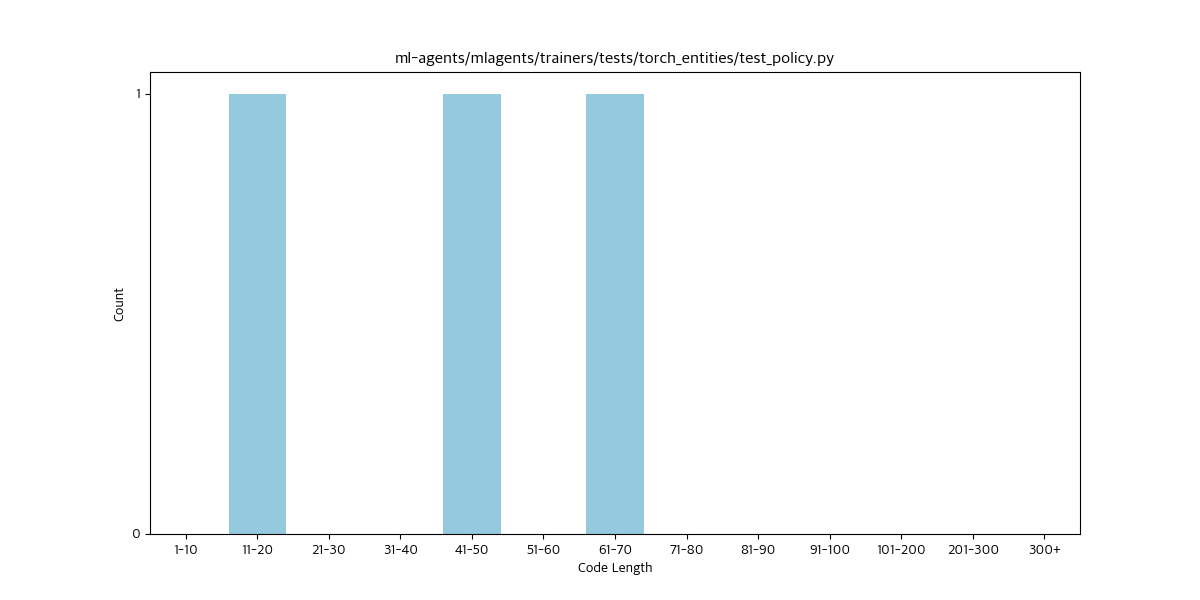 ml-agents/mlagents/trainers/tests/torch_entities/test_policy.py
1
Count
0
1-10 11-20 21-30 31-40 41-50 51-60 61-70 71-80 81-90 91-100 101-200 201-300 300+
Code Length